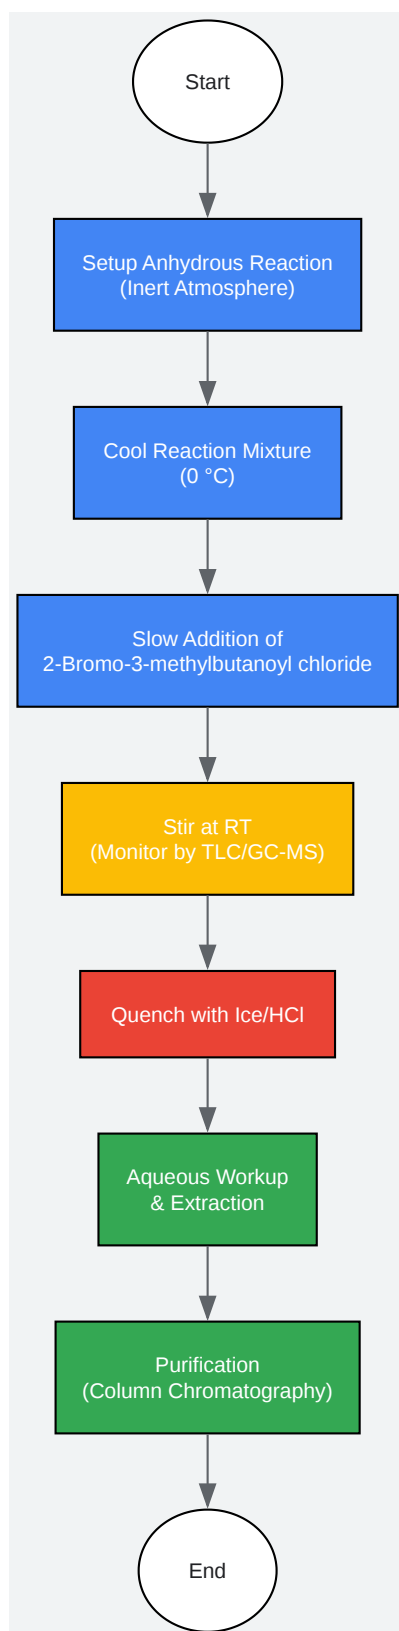 Start
Setup Anhydrous Reaction
(Inert Atmosphere)
Cool Reaction Mixture
(0 °C)
Slow Addition of
2-Bromo-3-methylbutanoyl chloride
Stir at RT
(Monitor by TLC/GC-MS)
Quench with Ice/HCl
Aqueous Workup
& Extraction
Purification
(Column Chromatography)
End